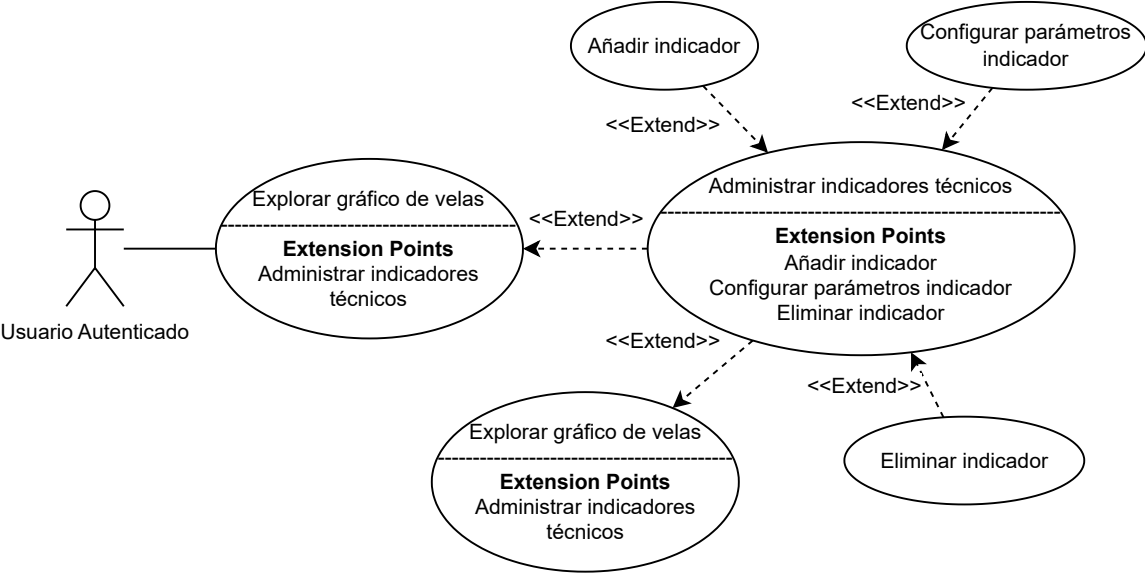 Añadir indicador
Configurar parámetros
indicador
<<Extend>>
<<Extend>>
Administrar indicadores técnicos
Extension Points
Añadir indicador
Configurar parámetros indicador
Eliminar indicador
<<Extend>>
Explorar gráfico de velas
Extension Points
Administrar indicadores
técnicos
Usuario Autenticado
<<Extend>>
<<Extend>>
Explorar gráfico de velas
Extension Points
Administrar indicadores
técnicos
Eliminar indicador